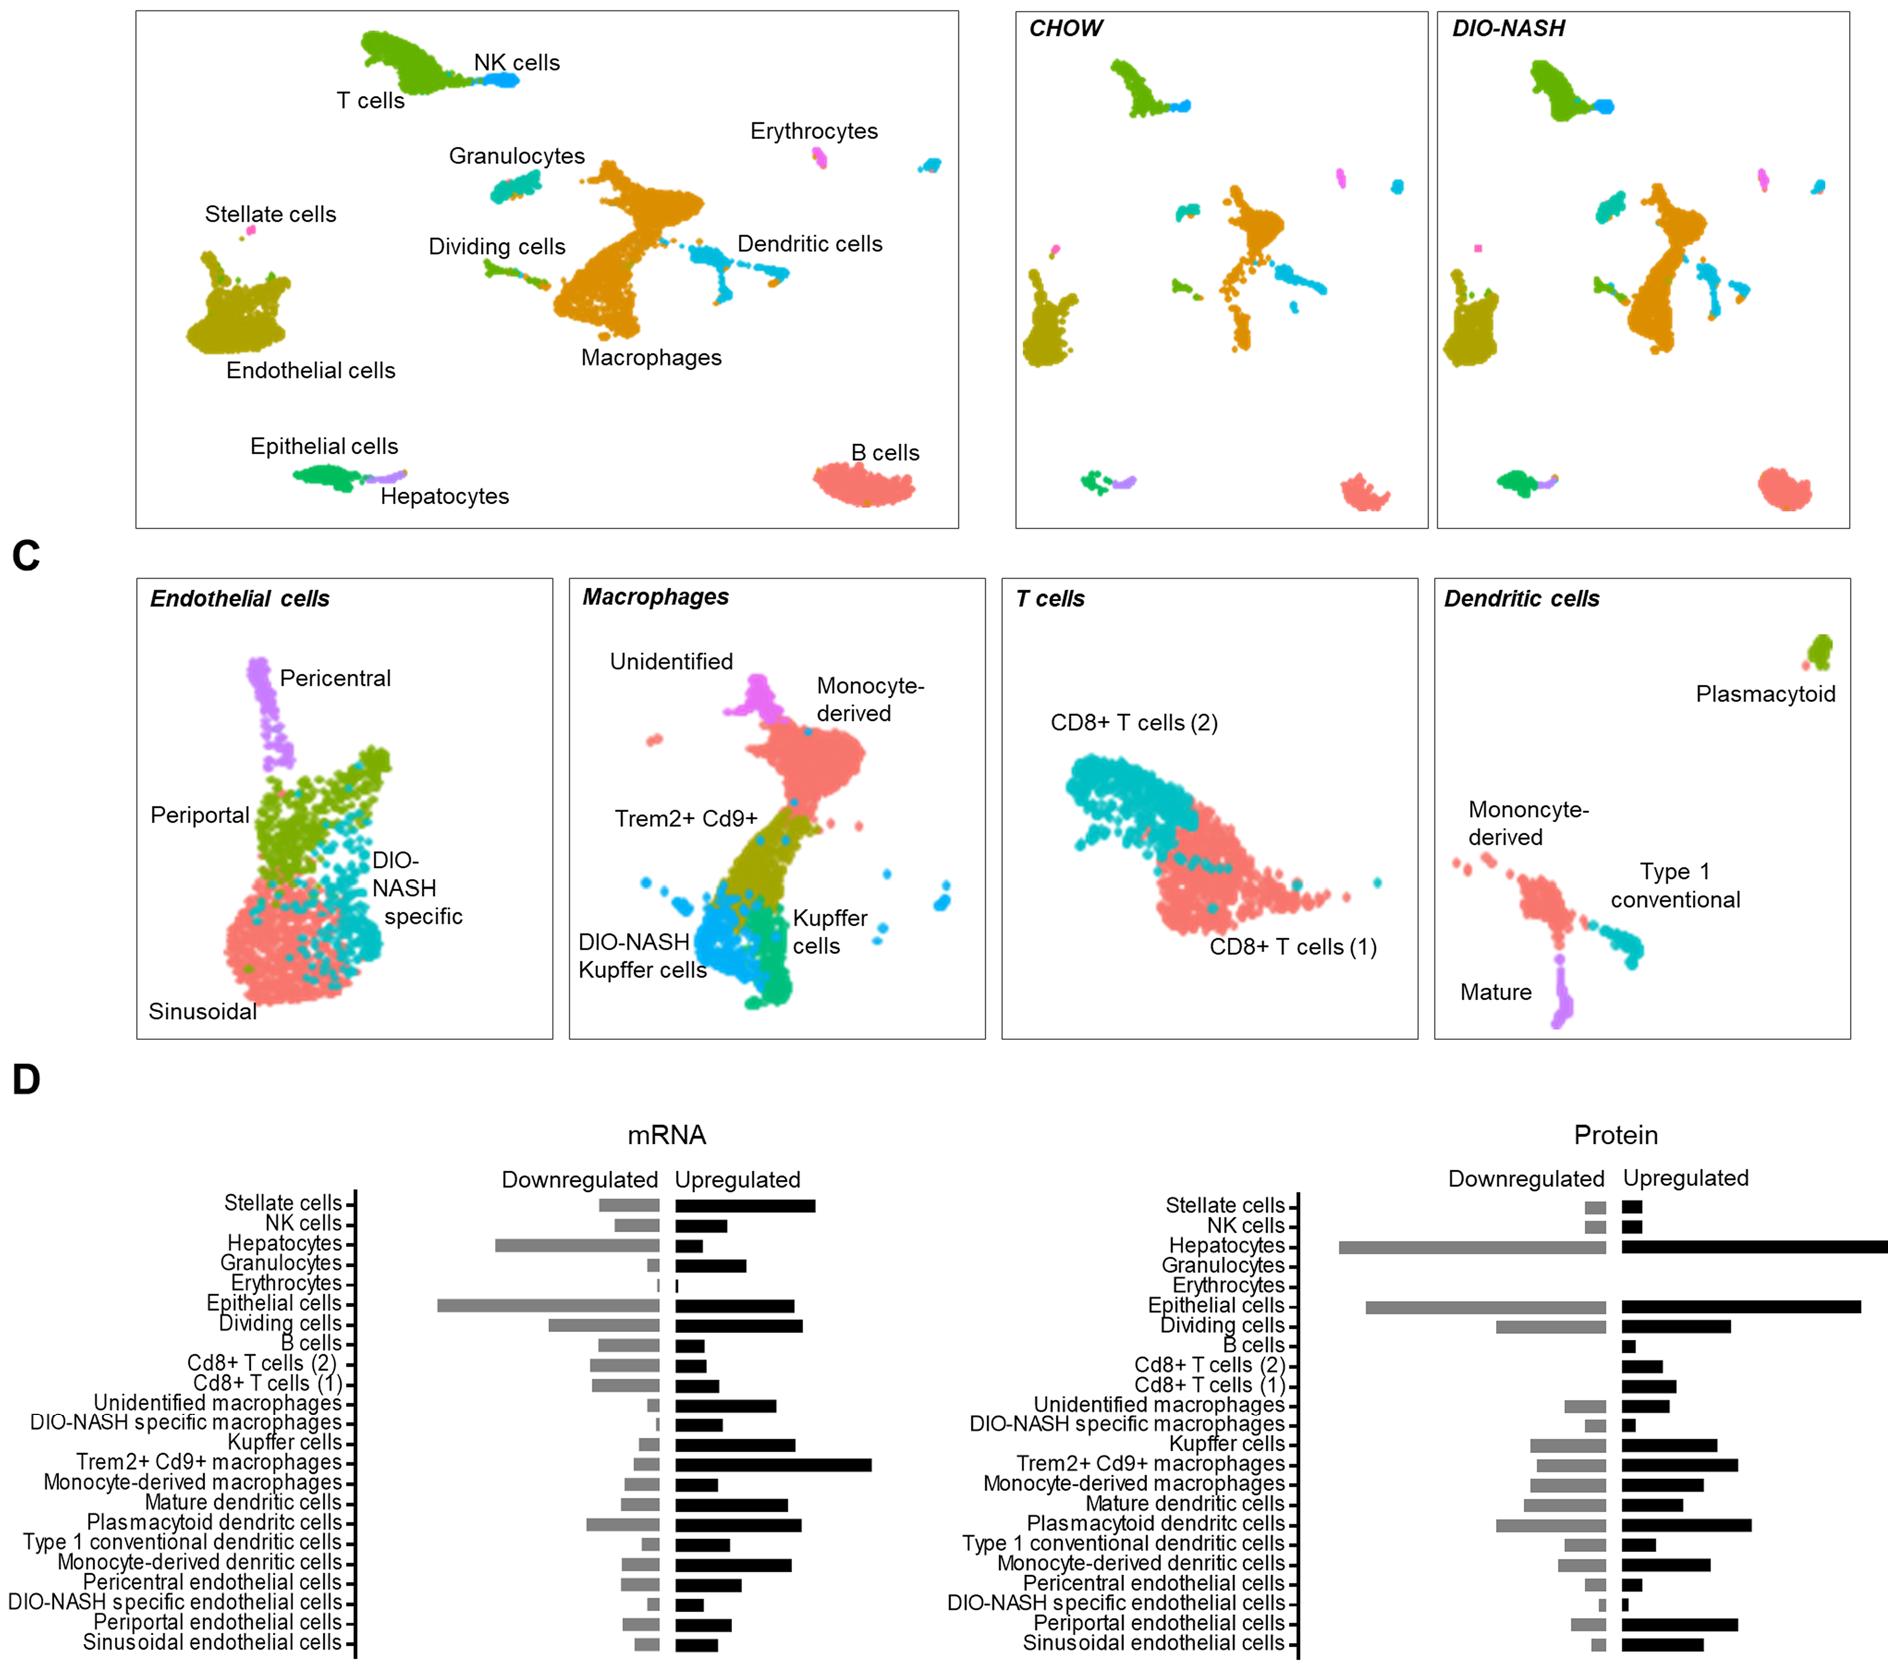 CHOW
DIO-NASH
NK cells
T cells
Erythrocytes
Granulocytes
Stellate cells
Dividing cells
Dendritic cells
Macrophages
Endothelial cells
Epithelial cells
B cells
Hepatocytes
C
Endothelial cells
Pericentral
Periportal
DIO-
NASH
specific
Sinusoidal
Macrophages
Unidentified
Monocyte-
derived
Trem2+ Cd9+
Kupffer
cells
DIO-NASH
Kupffer cells
T cells
CD8+ T cells (2)
CD8+ T cells (1)
Dendritic cells
Plasmacytoid
Mononcyte-
derived
Type 1
conventional
Mature
D
mRNA
Downregulated Upregulated
Stellate cells
NK cells
Hepatocytes
Granulocytes
Erythrocytes
Epithelial cells
Dividing cells
B cells
Cd8+ T cells (2)
Cd8+ T cells (1)
Unidentified macrophages
DIO-NASH specific macrophages
Kupffer cells
Trem2+ Cd9+ macrophages
Monocyte-derived macrophages
Mature dendritic cells
Plasmacytoid dendritc cells
Type 1 conventional dendritic cells
Monocyte-derived denritic cells
Pericentral endothelial cells
DIO-NASH specific endothelial cells
Periportal endothelial cells
Sinusoidal endothelial cells
Protein
Downregulated Upregulated
Stellate cells
NK cells
Hepatocytes
Granulocytes
Erythrocytes
Epithelial cells
Dividing cells
B cells
Cd8+ T cells (2)
Cd8+ T cells (1)
Unidentified macrophages
DIO-NASH specific macrophages
Kupffer cells
Trem2+ Cd9+ macrophages
Monocyte-derived macrophages
Mature dendritic cells
Plasmacytoid dendritc cells
Type 1 conventional dendritic cells
Monocyte-derived denritic cells
Pericentral endothelial cells
DIO-NASH specific endothelial cells
Periportal endothelial cells
Sinusoidal endothelial cells